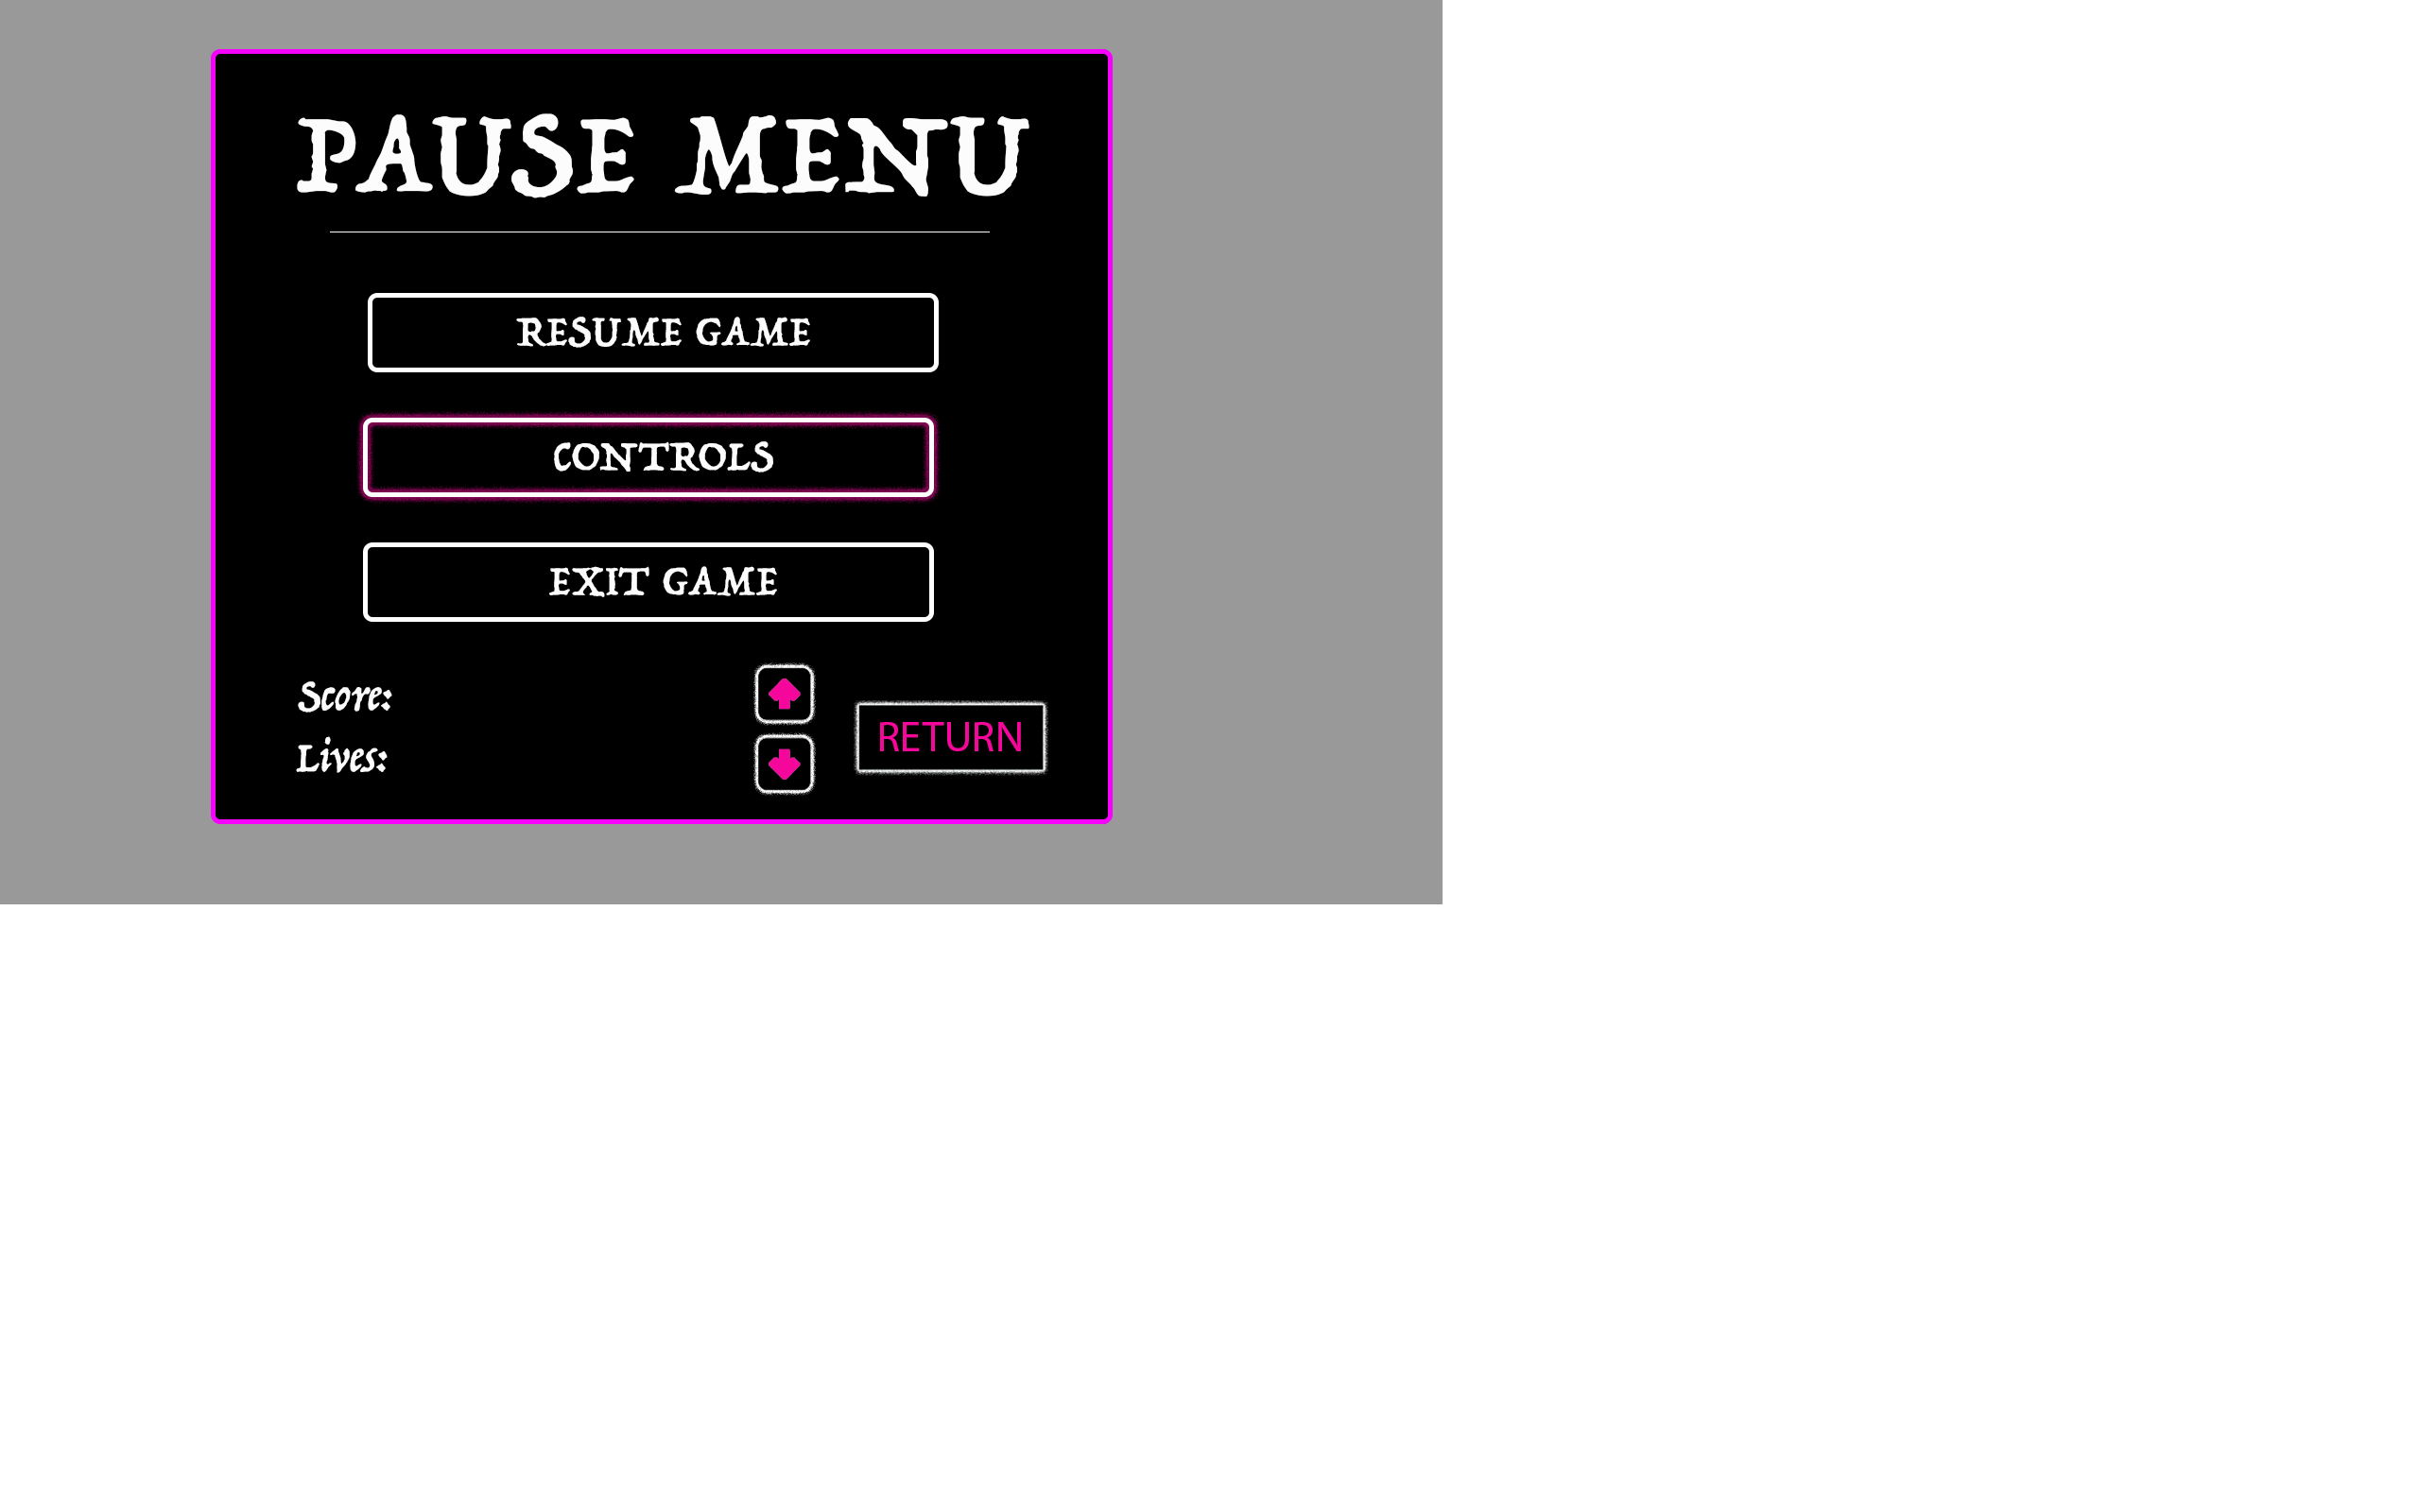 PAUSE MENU
RESUME GAME
CONTROLS
EXIT GAME
Score:
Lives:
RETURN